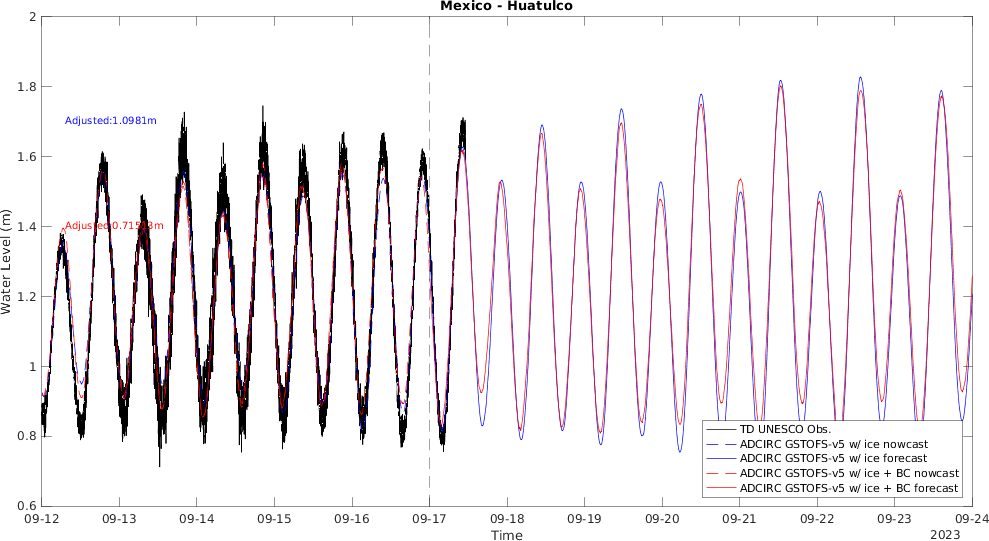 Mexico - Huatulco
Water Level (m)
2
1.8
1.6
1.4
1.2
1
0.8
0.6
Adjusted:1.0981m
TD UNESCO Obs.
ADCIRC GSTOFS-v5 w/ ice nowcast
ADCIRC GSTOFS-v5 w/ ice forecast
ADCIRC GSTOFS-v5 w/ ice + BC nowcast
ADCIRC GSTOFS-v5 w/ ice + BC forecast
09-12 09-13 09-14 09-15 09-16 09-17 09-18 09-19 09-20 09-21 09-22 09-23 09-24
Time
2023